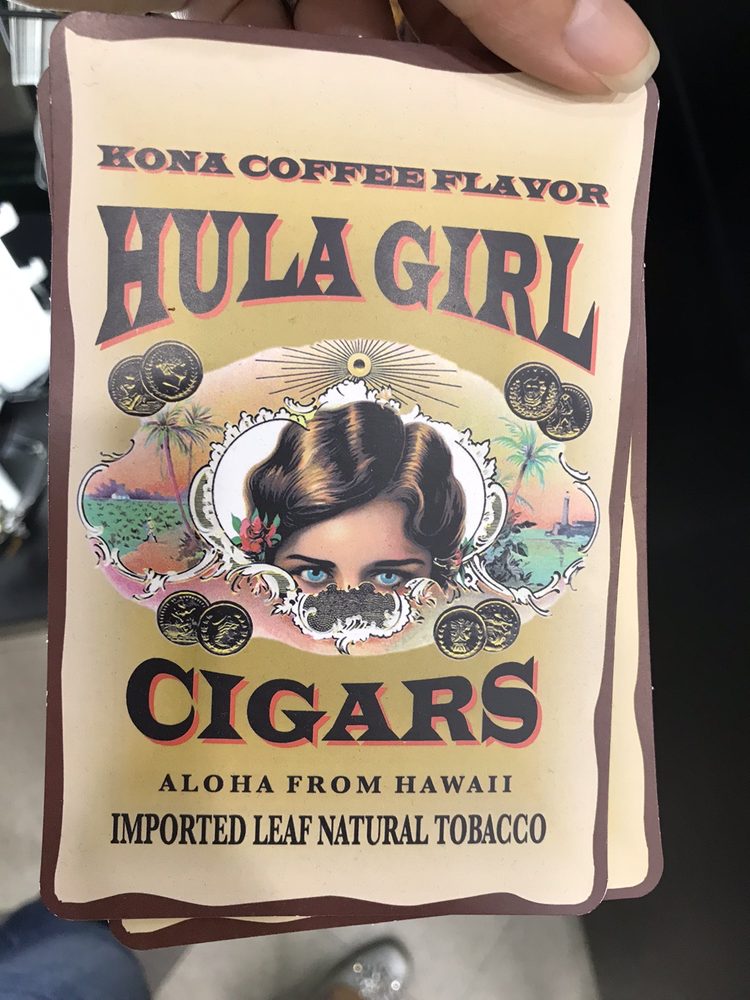 KONA COFFEE FLAVOR
HULA GIRL
CIGARS
ALOHA FROM HAWAII
IMPORTED LEAF NATURAL TOBACCO